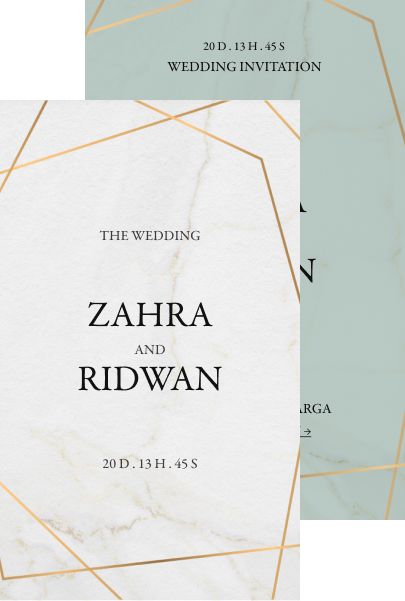 20 D . 13 H . 45 S
WEDDING INVITATION
THE WEDDING
ZAHRA
AND
RIDWAN
20 D . 13 H . 45 S